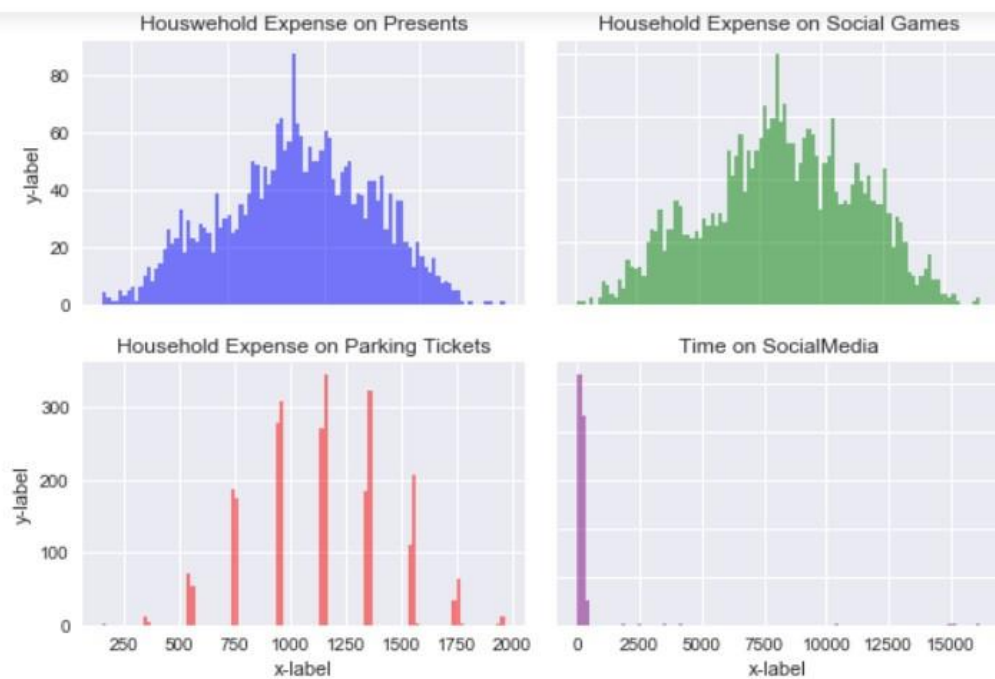 Houswehold Expense on Presents
Household Expense on Social Games
80
60
40
20
0
y-label
Household Expense on Parking Tickets
Time on SocialMedia
300
200
100
0
y-label
250 500 750 1000 1250 1500 1750 2000
0 2500 5000 7500 10000 12500 15000
x-label
x-label